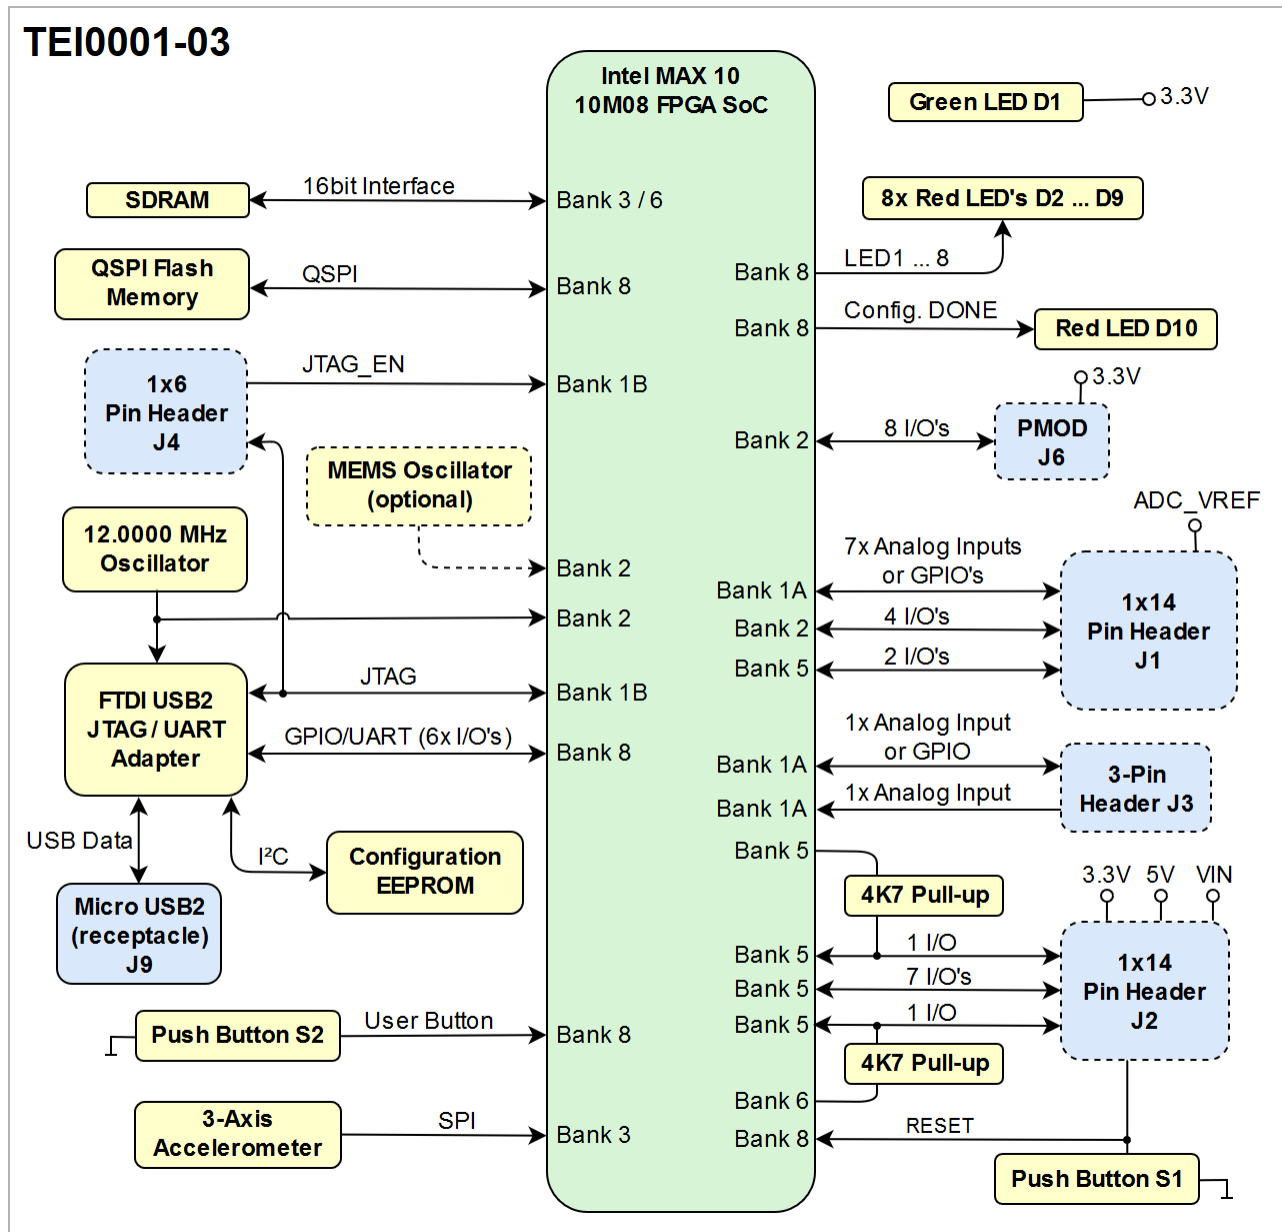 TEI0001-03
Intel MAX 10
10M08 FPGA SoC
Green LED D1
3.3V
SDRAM
16bit Interface
Bank 3 / 6
8x Red LED's D2 ... D9
QSPI Flash
Memory
QSPI
Bank 8
Bank 8
LED1 ... 8
Bank 8
Config. DONE
Red LED D10
1x6
Pin Header
J4
JTAG_EN
Bank 1B
3.3V
Bank 2
8 I/O's
PMOD
J6
MEMS Oscillator
(optional)
Bank 2
12.0000 MHz
Oscillator
Bank 2
ADC_VREF
7x Analog Inputs
or GPIO's
Bank 1A
Bank 2
4 I/O's
Bank 5
2 I/O's
1x14
Pin Header
J1
FTDI USB2
JTAG / UART
Adapter
JTAG
Bank 1B
GPIO/UART (6x I/O's)
Bank 8
1x Analog Input
or GPIO
Bank 1A
Bank 1A
1x Analog Input
3-Pin
Header J3
USB Data
I²C
Configuration
EEPROM
Micro USB2
(receptacle)
J9
Bank 5
4K7 Pull-up
3.3V
5V
VIN
Bank 5
1 I/O
Bank 5
7 I/O's
Bank 5
1 I/O
1x14
Pin Header
J2
4K7 Pull-up
Push Button S2
User Button
Bank 8
Bank 6
3-Axis
Accelerometer
SPI
Bank 3
Bank 8
RESET
Push Button S1